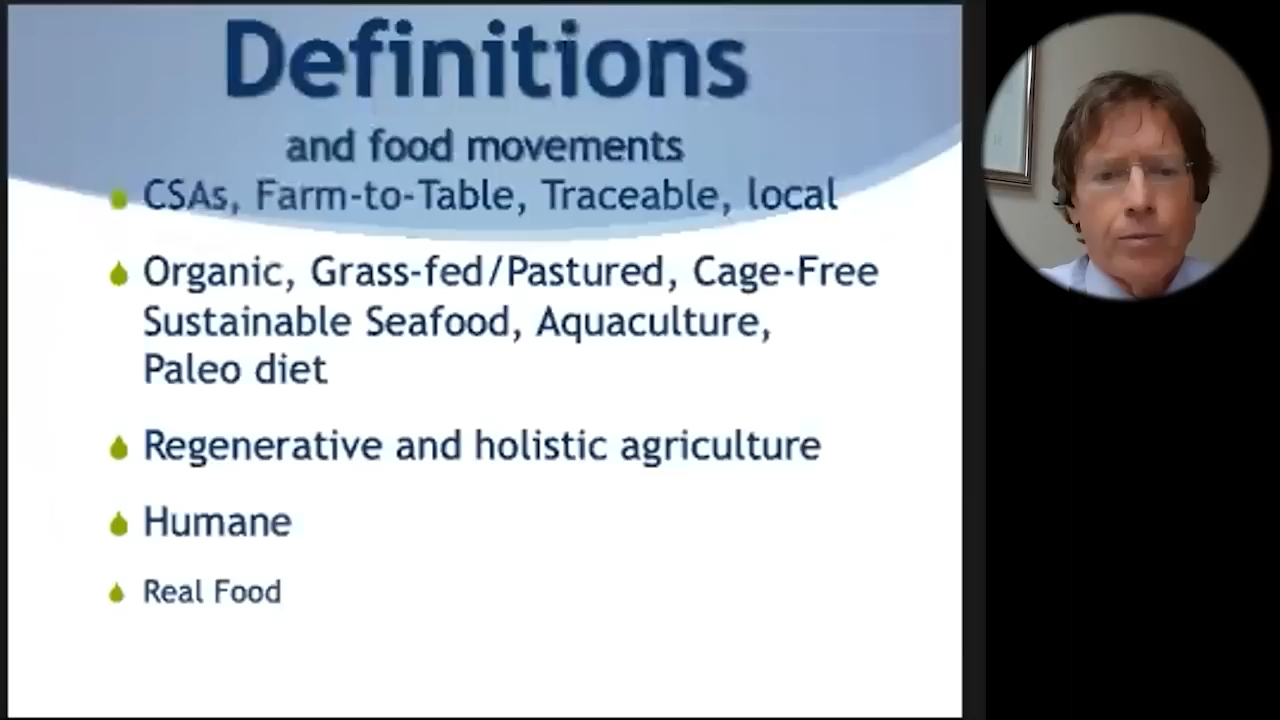 Definitions
and food movements
CSAs, Farm-to-Table, Traceable, local
Organic, Grass-fed/Pastured, Cage-Free
Sustainable Seafood, Aquaculture,
Paleo diet
Regenerative and holistic agriculture
Humane
Real Food